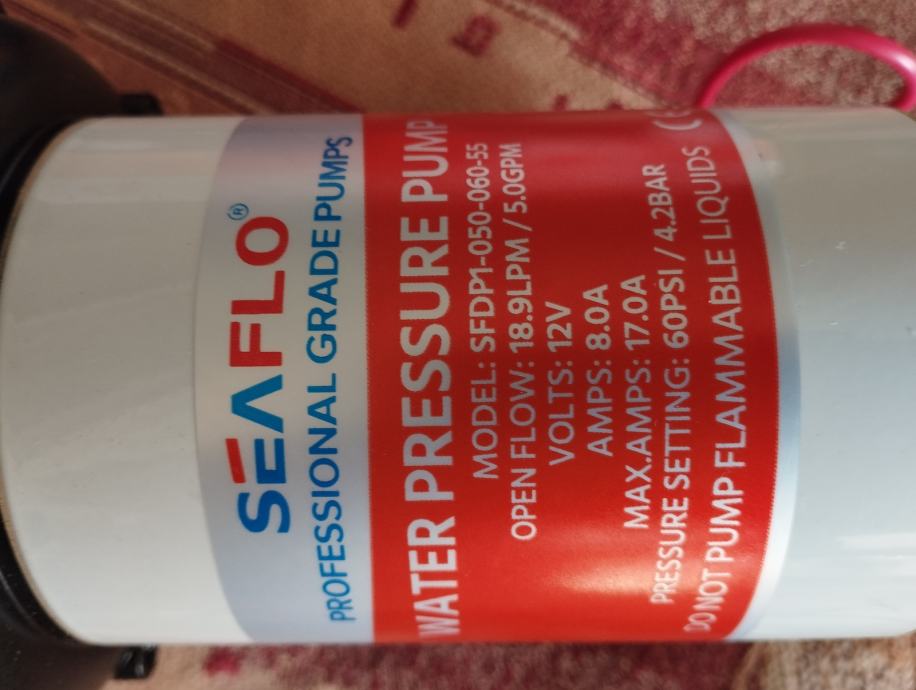 SEAFLO®
PROFESSIONAL GRADE PUMPS
WATER PRESSURE PUMP
MODEL: SFDP1-050-060-55
OPEN FLOW: 18.9LPM / 5.0GPM
VOLTS: 12V
AMPS: 8.0A
MAX.AMPS: 17.0A
PRESSURE SETTING: 60PSI / 4.2BAR
DO NOT PUMP FLAMMABLE LIQUIDS